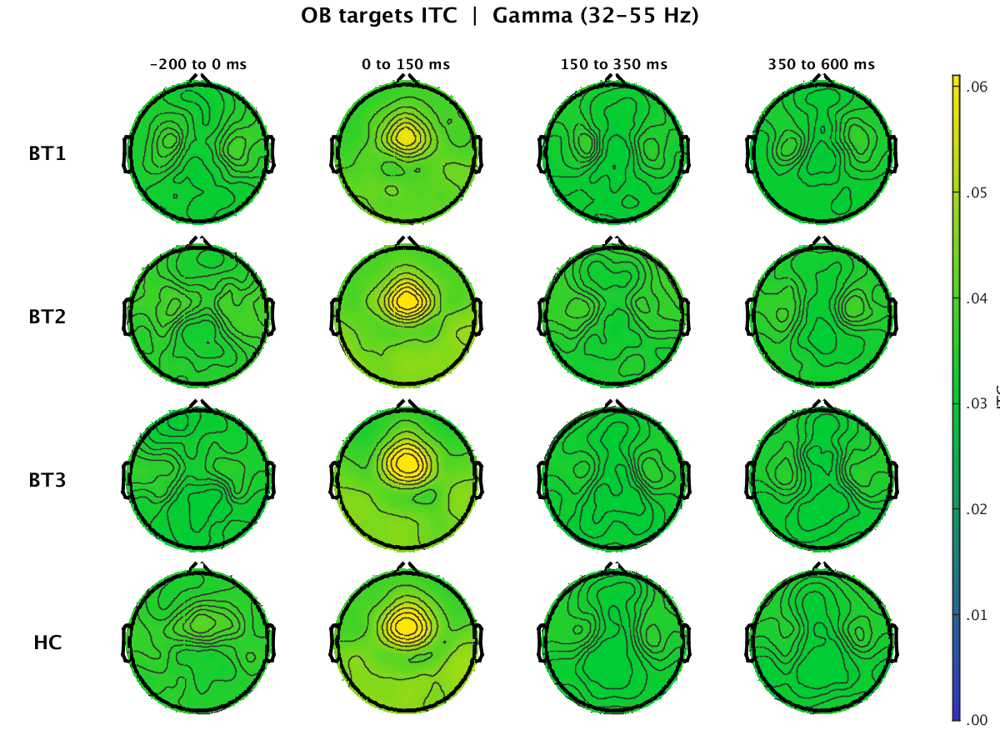 OB targets ITC | Gamma (32–55 Hz)
–200 to 0 ms 0 to 150 ms 150 to 350 ms 350 to 600 ms
BT1
BT2
BT3
HC
.06
.05
.04
.03
.02
.01
.00
ITC